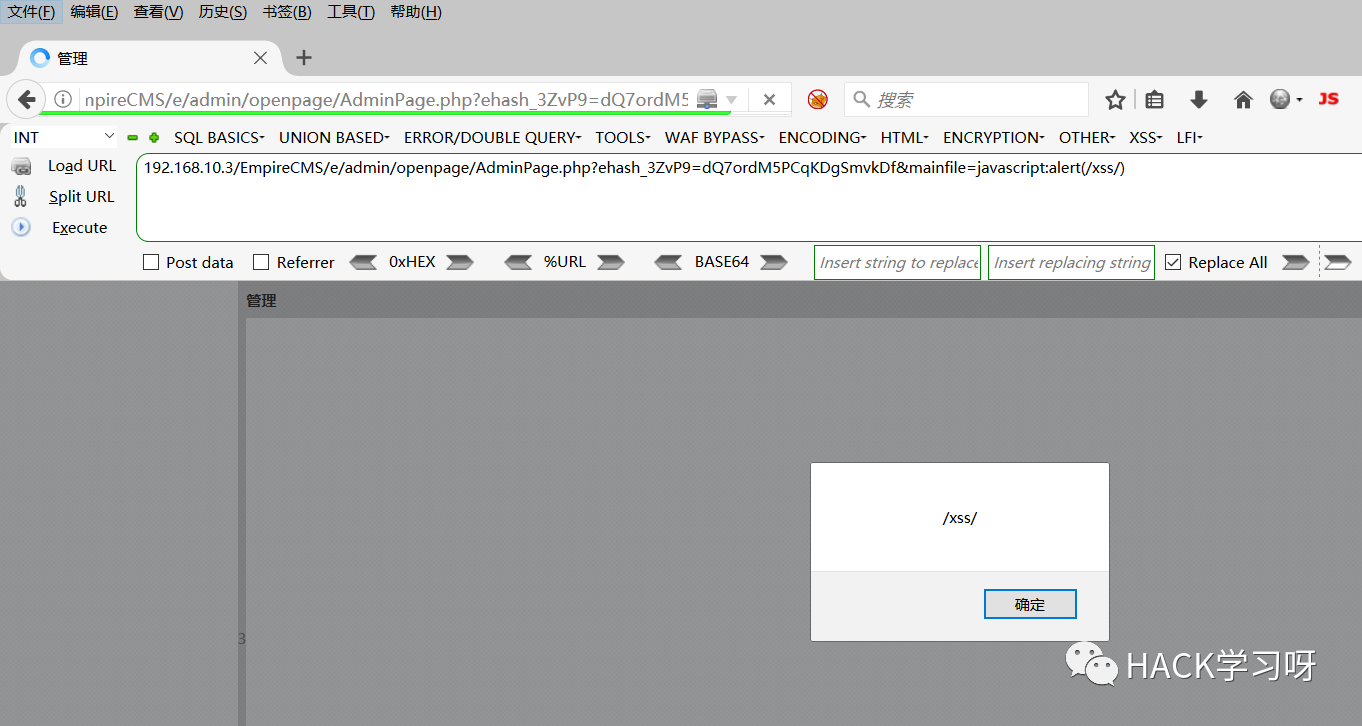 文件(F) 编辑(E) 查看(V) 历史(S) 书签(B) 工具(T) 帮助(H)
管理
npireCMS/e/admin/openpage/AdminPage.php?ehash_3ZvP9=dQ7ordM5 搜索 JS
INT SQL BASICS UNION BASED ERROR/DOUBLE QUERY TOOLS WAF BYPASS ENCODING HTML ENCRYPTION OTHER XSS LFI
Load URL 192.168.10.3/EmpireCMS/e/admin/openpage/AdminPage.php?ehash_3ZvP9=dQ7ordM5PCqKDgSmvkDf&mainfile=javascript:alert(/xss/)
Split URL
Execute
Post data Referrer 0xHEX %URL BASE64 Insert string to replace Insert replacing string Replace All
管理
/xss/
确定
3
HACK学习呀